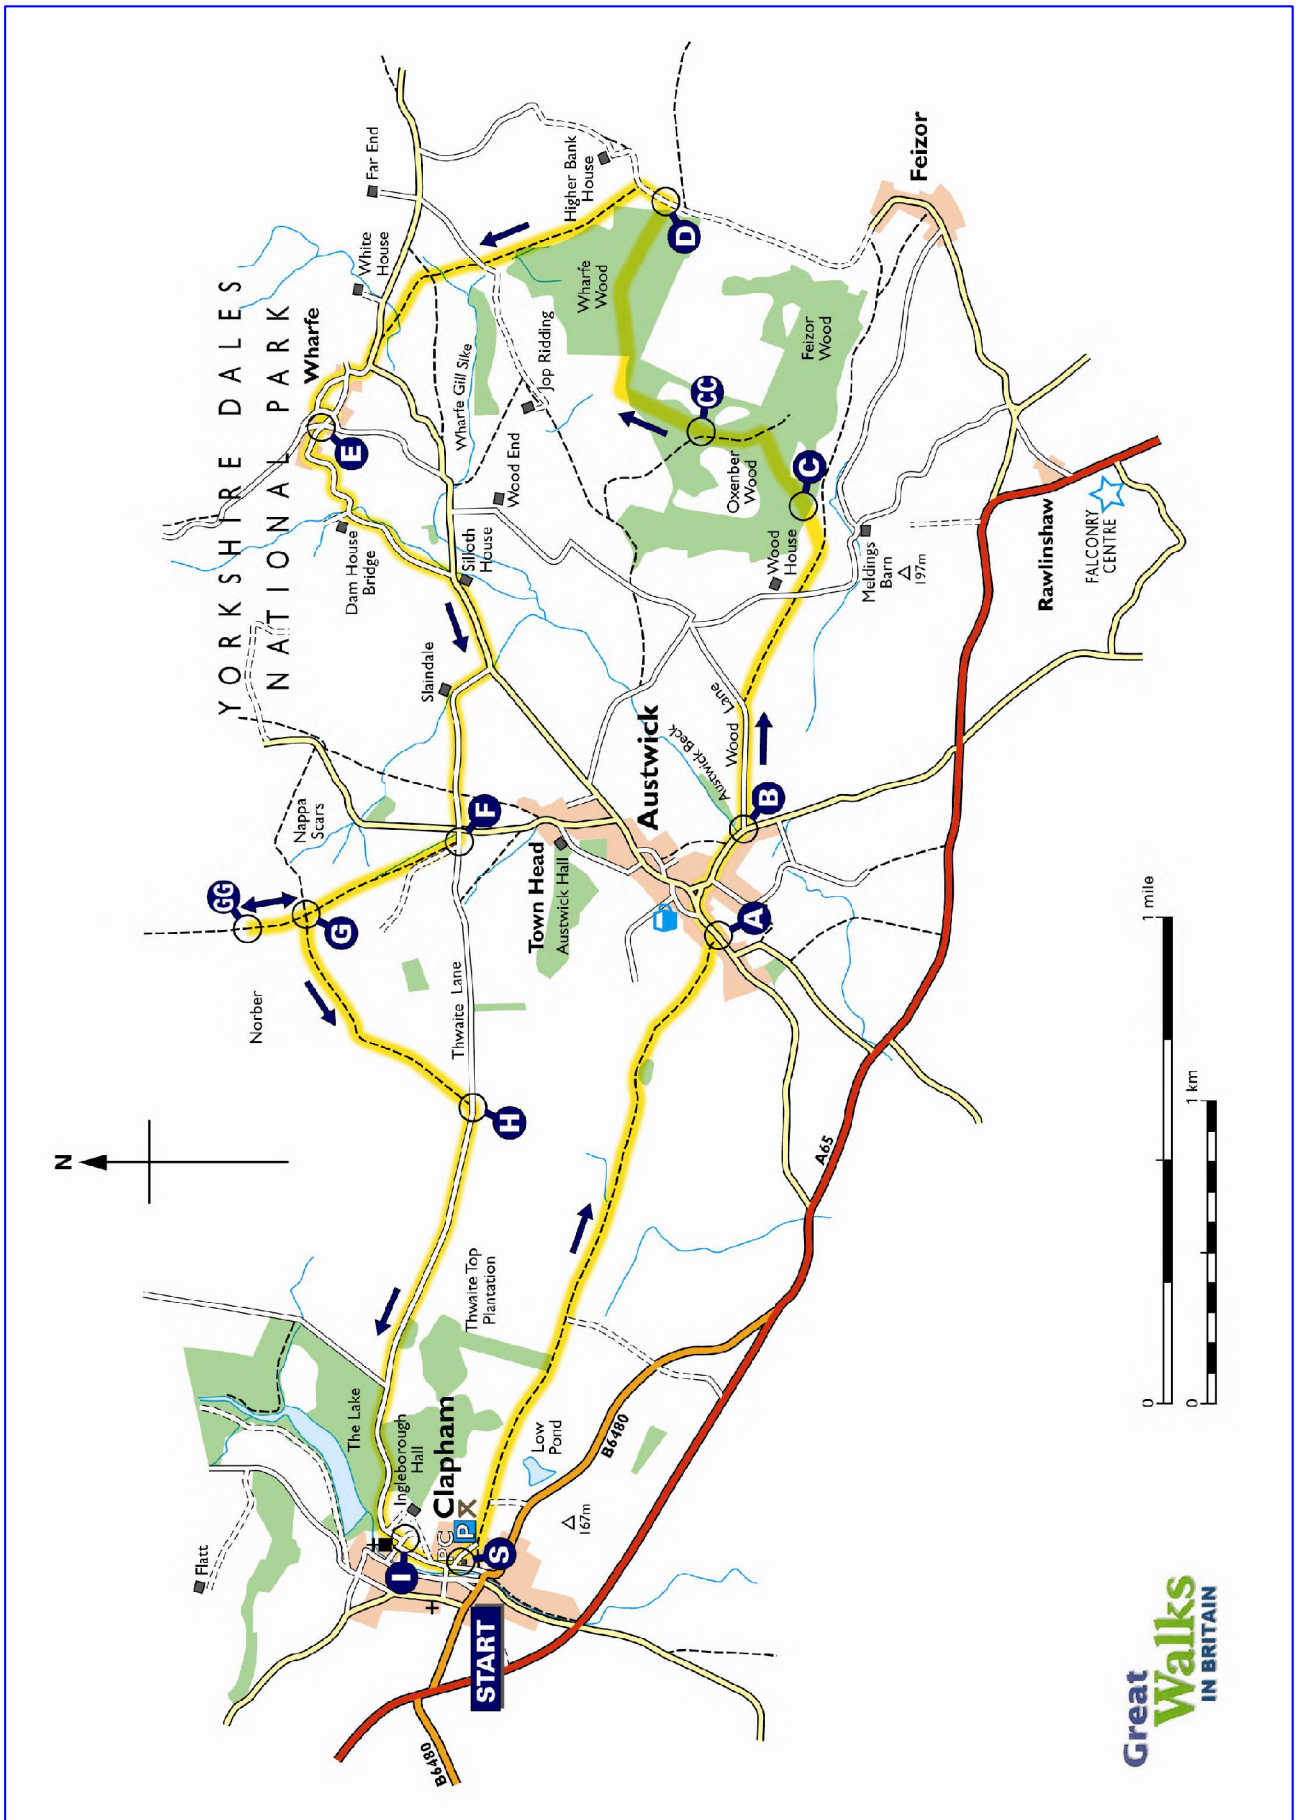 YORKSHIRE DALES
NATIONAL PARK
N
Flatt
The Lake
Ingleborough
Hall
Clapham
PC
P
I
S
START
B6480
Low
Pond
167m
B6480
A65
Thwaite Top
Plantation
Thwaite Lane
H
Norber
G
GG
Nappa
Scars
F
Town Head
Austwick Hall
Austwick
A
B
Austwick Beck
Wood Lane
Slaindale
Silloth
House
Dam House
Bridge
E
Wharfe
White
House
Far End
Wharfe Gill Sike
Wood End
Jop Ridding
Higher Bank
House
Wharfe
Wood
D
CC
Oxenber
Wood
C
Wood
House
Feizor
Wood
Feizor
Meldings
Barn
197m
Rawlinshaw
FALCONRY
CENTRE
0
1 mile
0
1 km
Great
Walks
IN BRITAIN